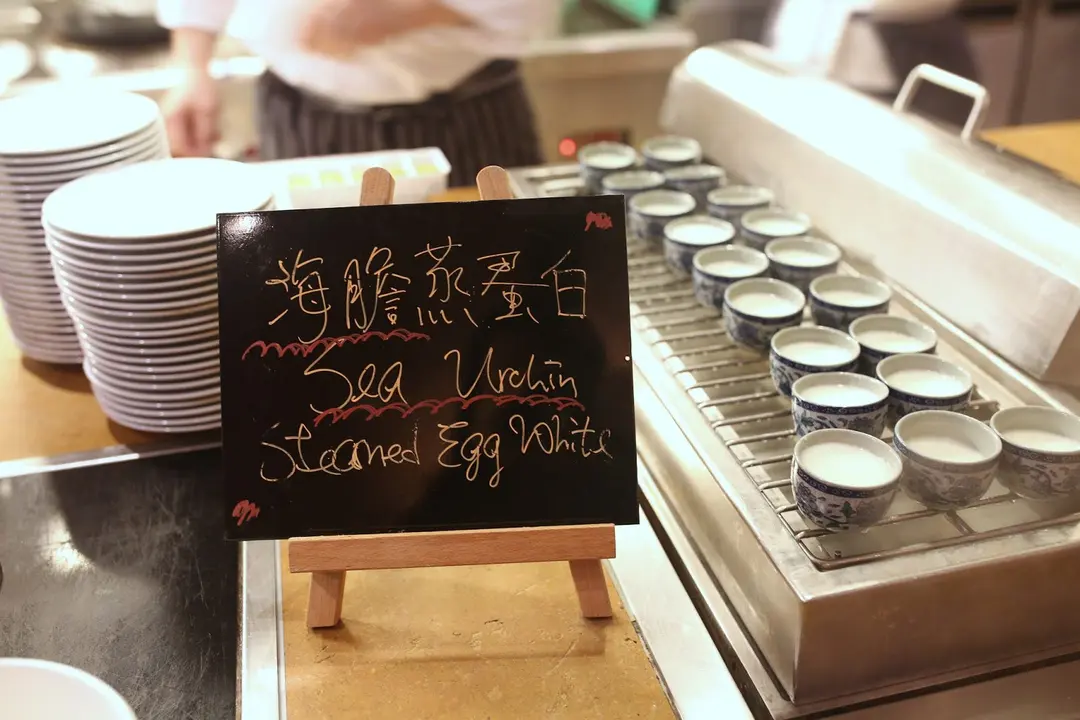 海膽蒸蛋白
Sea Urchin
Steamed Egg White